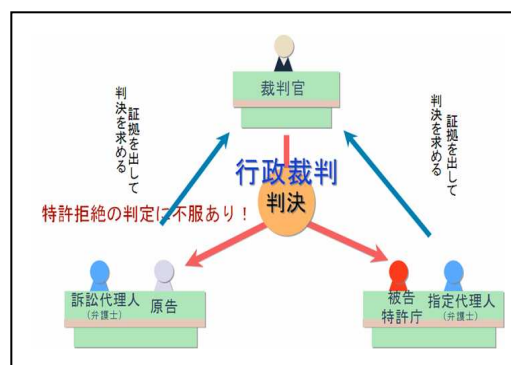 裁判官
証拠を出して
判決を求める
証拠を出して
判決を求める
行政裁判
判決
特許拒絶の判定に不服あり！
訴訟代理人
(弁護士)
原告
被告
特許庁
指定代理人
(弁護士)